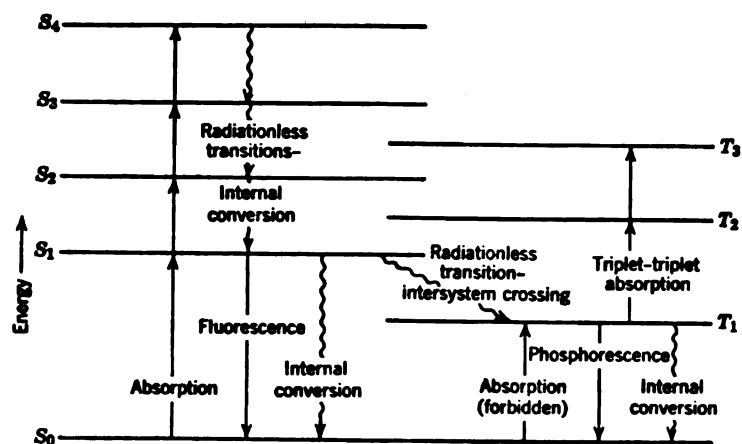 S₄
S₃
Radiationless
transitions–
T₃
S₂
Internal
conversion
T₂
Energy
S₁
Radiationless
transition–
intersystem crossing
Triplet–triplet
absorption
Fluorescence
T₁
Internal
conversion
Phosphorescence
Absorption
Absorption
(forbidden)
Internal
conversion
S₀